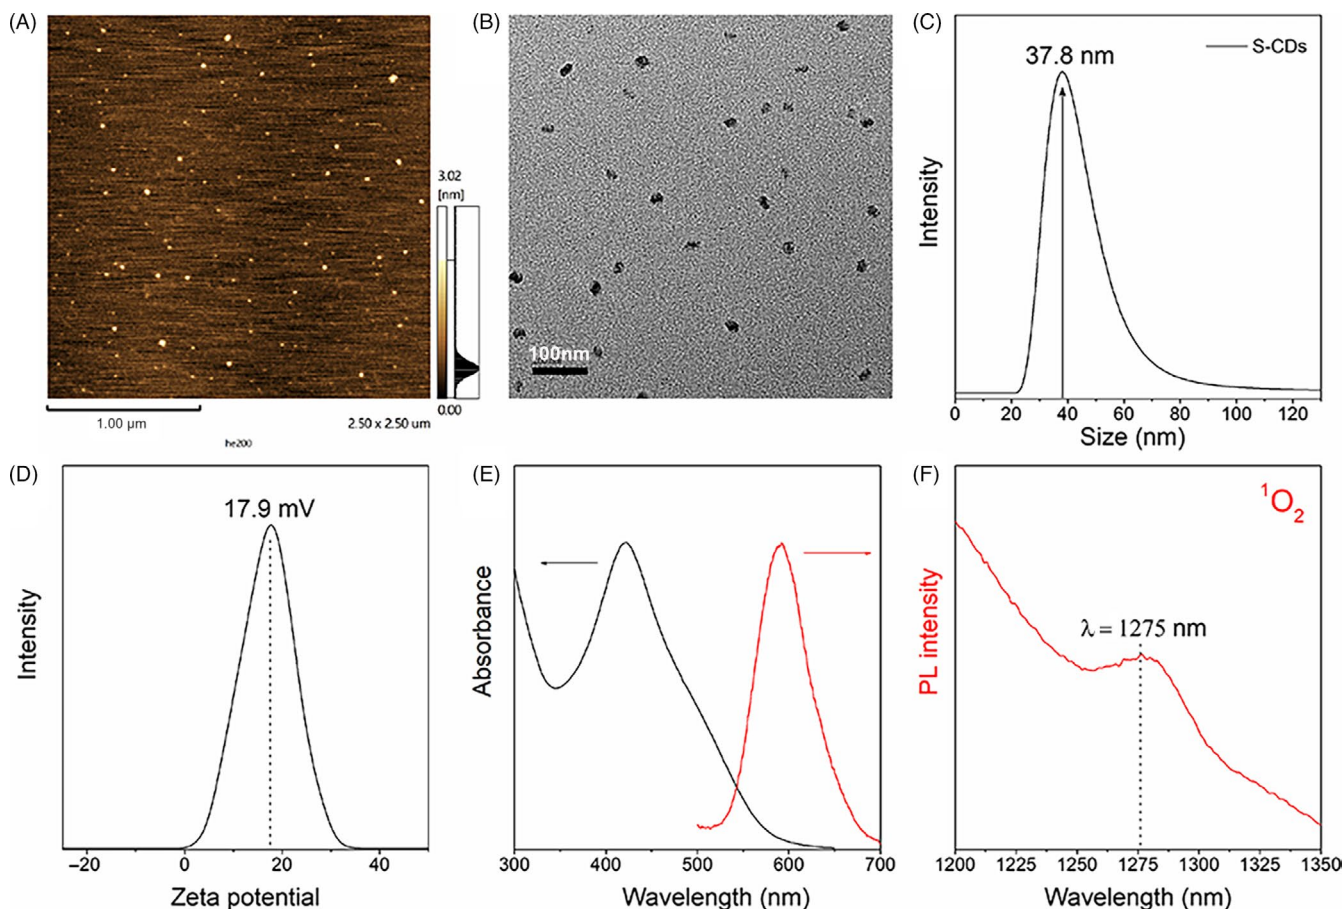 (A)
3.02
[nm]
0.00
1.00 µm
2.50 x 2.50 um
he200
(B)
100nm
(C)
S-CDs
37.8 nm
Intensity
0 20 40 60 80 100 120
Size (nm)
(D)
17.9 mV
Intensity
−20 0 20 40
Zeta potential
(E)
Absorbance
300 400 500 600 700
Wavelength (nm)
(F)
¹O₂
λ = 1275 nm
PL intensity
1200 1225 1250 1275 1300 1325 1350
Wavelength (nm)